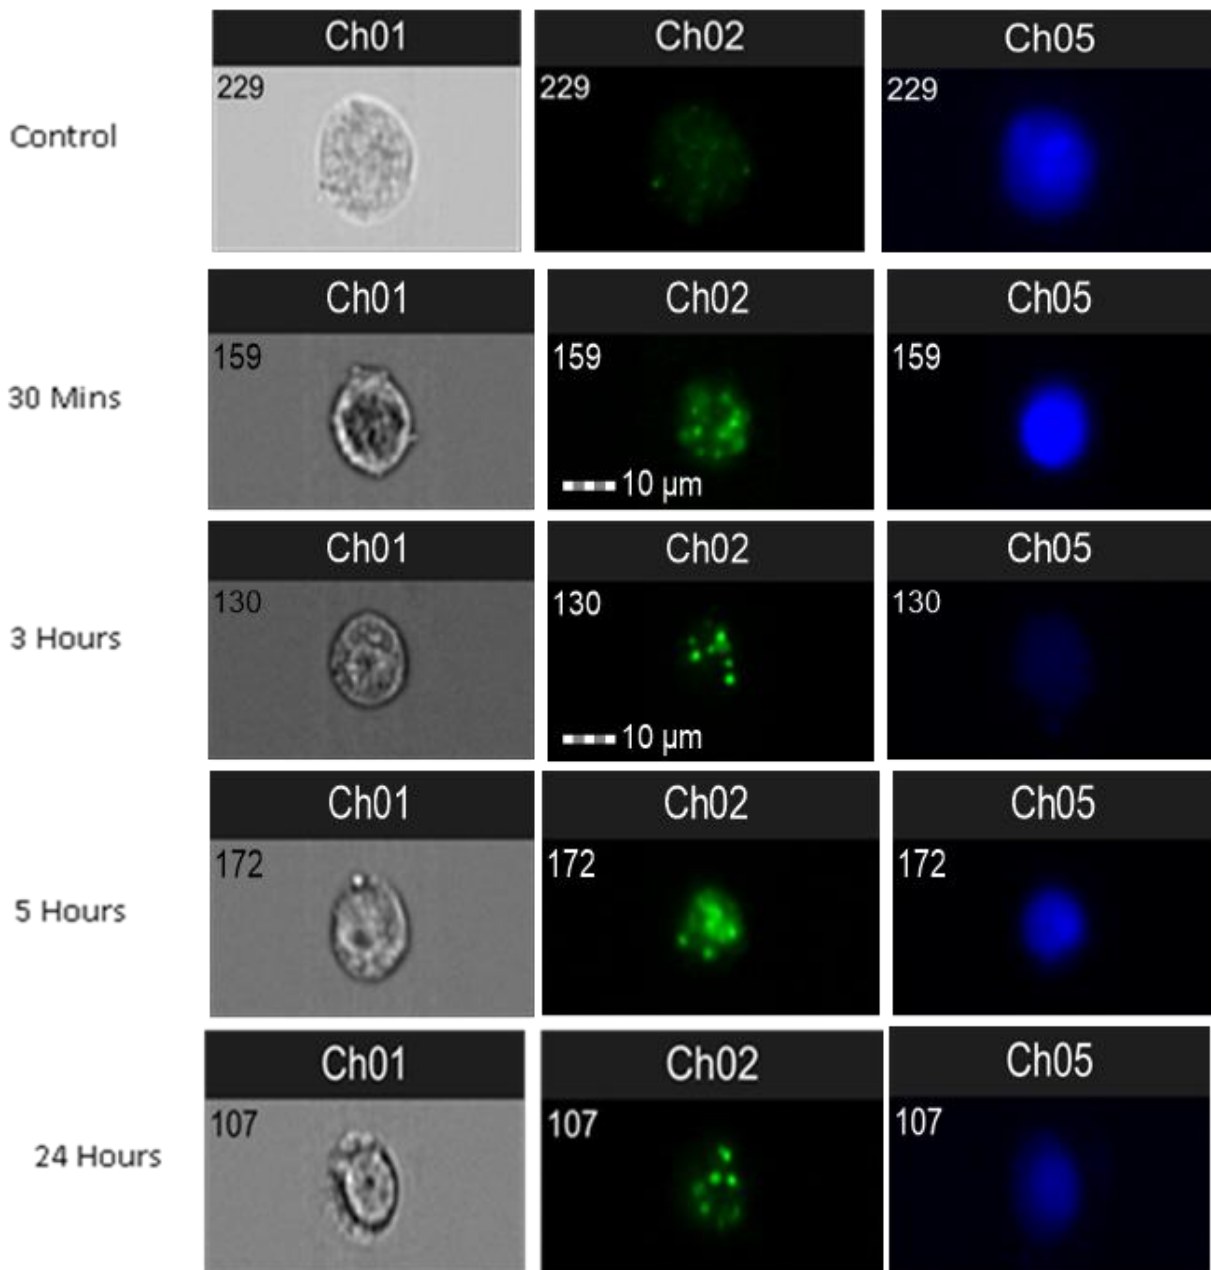 Ch01 Ch02 Ch05
229 229 229
Control
Ch01 Ch02 Ch05
159 159 159
30 Mins
10 µm
Ch01 Ch02 Ch05
130 130 130
3 Hours
10 µm
Ch01 Ch02 Ch05
172 172 172
5 Hours
Ch01 Ch02 Ch05
107 107 107
24 Hours